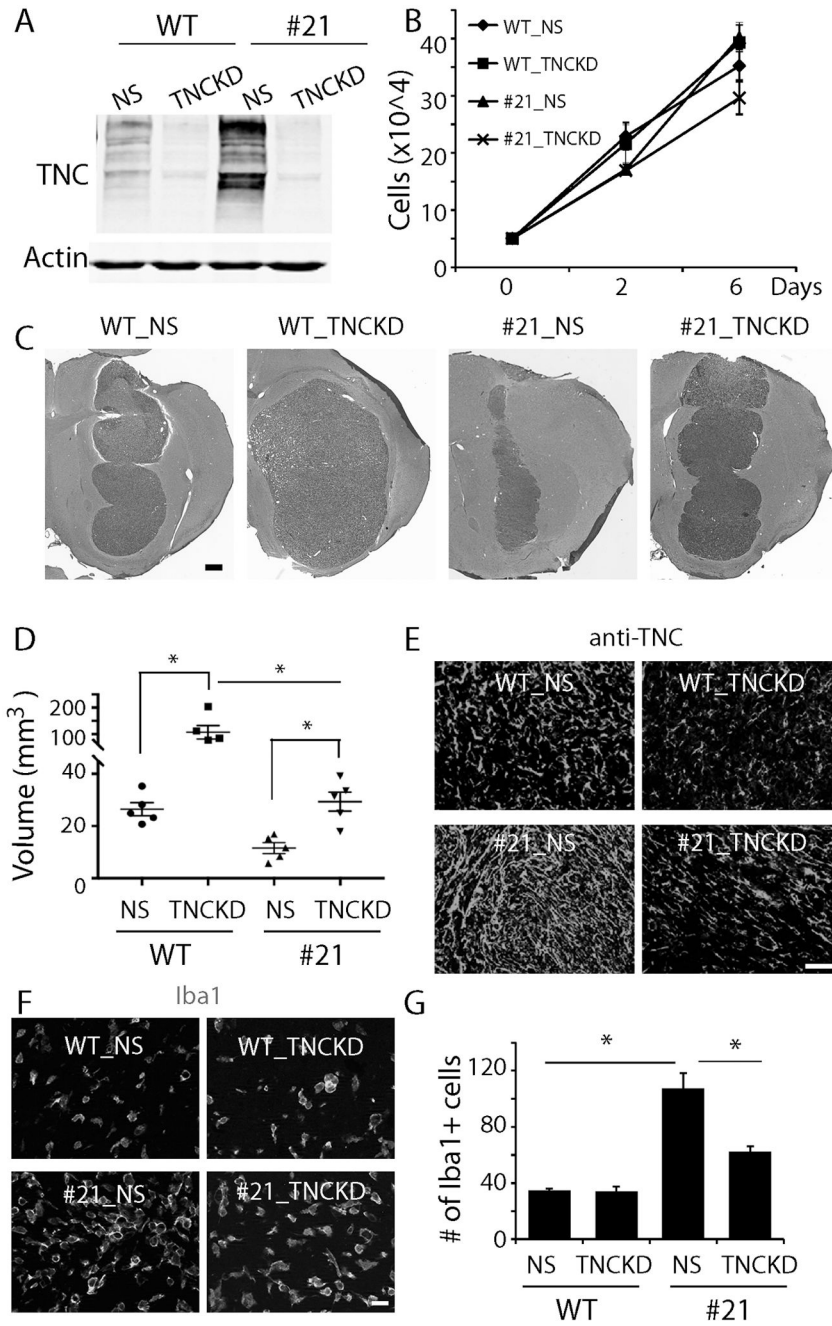 A
WT #21
NS TNCKD NS TNCKD
TNC
Actin
B
Cells (x10^4)
40
30
20
10
0
0 2 6 Days
WT_NS
WT_TNCKD
#21_NS
#21_TNCKD
C
WT_NS WT_TNCKD #21_NS #21_TNCKD
D
Volume (mm³)
200
100
40
20
0
* * *
NS TNCKD NS TNCKD
WT #21
E
anti-TNC
WT_NS WT_TNCKD
#21_NS #21_TNCKD
F
Iba1
WT_NS WT_TNCKD
#21_NS #21_TNCKD
G
# of Iba1+ cells
120
80
40
0
* *
NS TNCKD NS TNCKD
WT #21